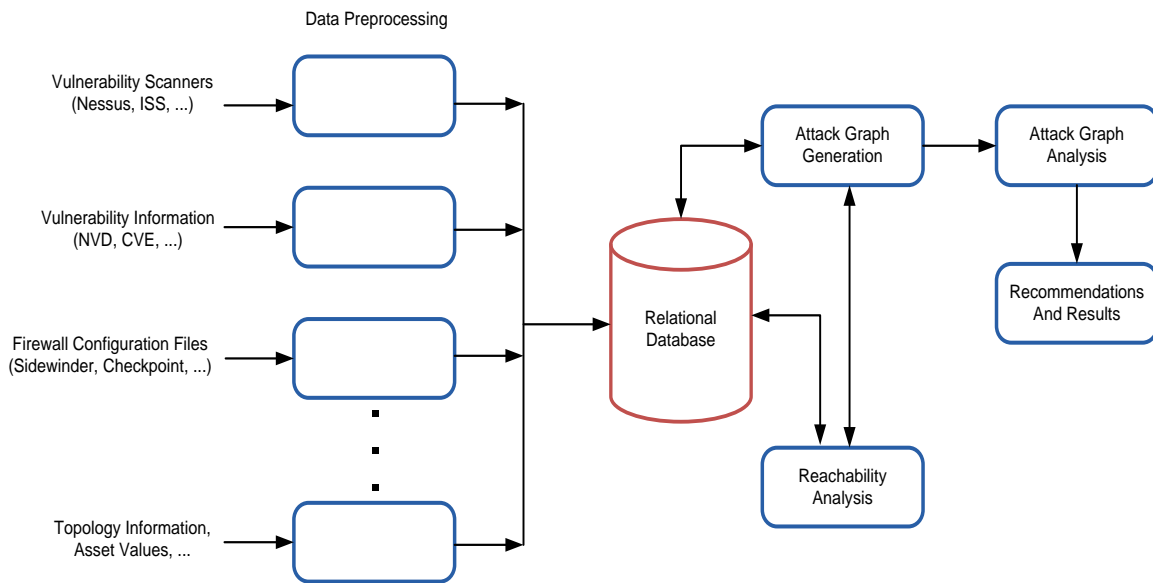 Data Preprocessing
Vulnerability Scanners
(Nessus, ISS, ...)
Vulnerability Information
(NVD, CVE, ...)
Firewall Configuration Files
(Sidewinder, Checkpoint, ...)
Topology Information,
Asset Values, ...
Relational
Database
Attack Graph
Generation
Attack Graph
Analysis
Recommendations
And Results
Reachability
Analysis